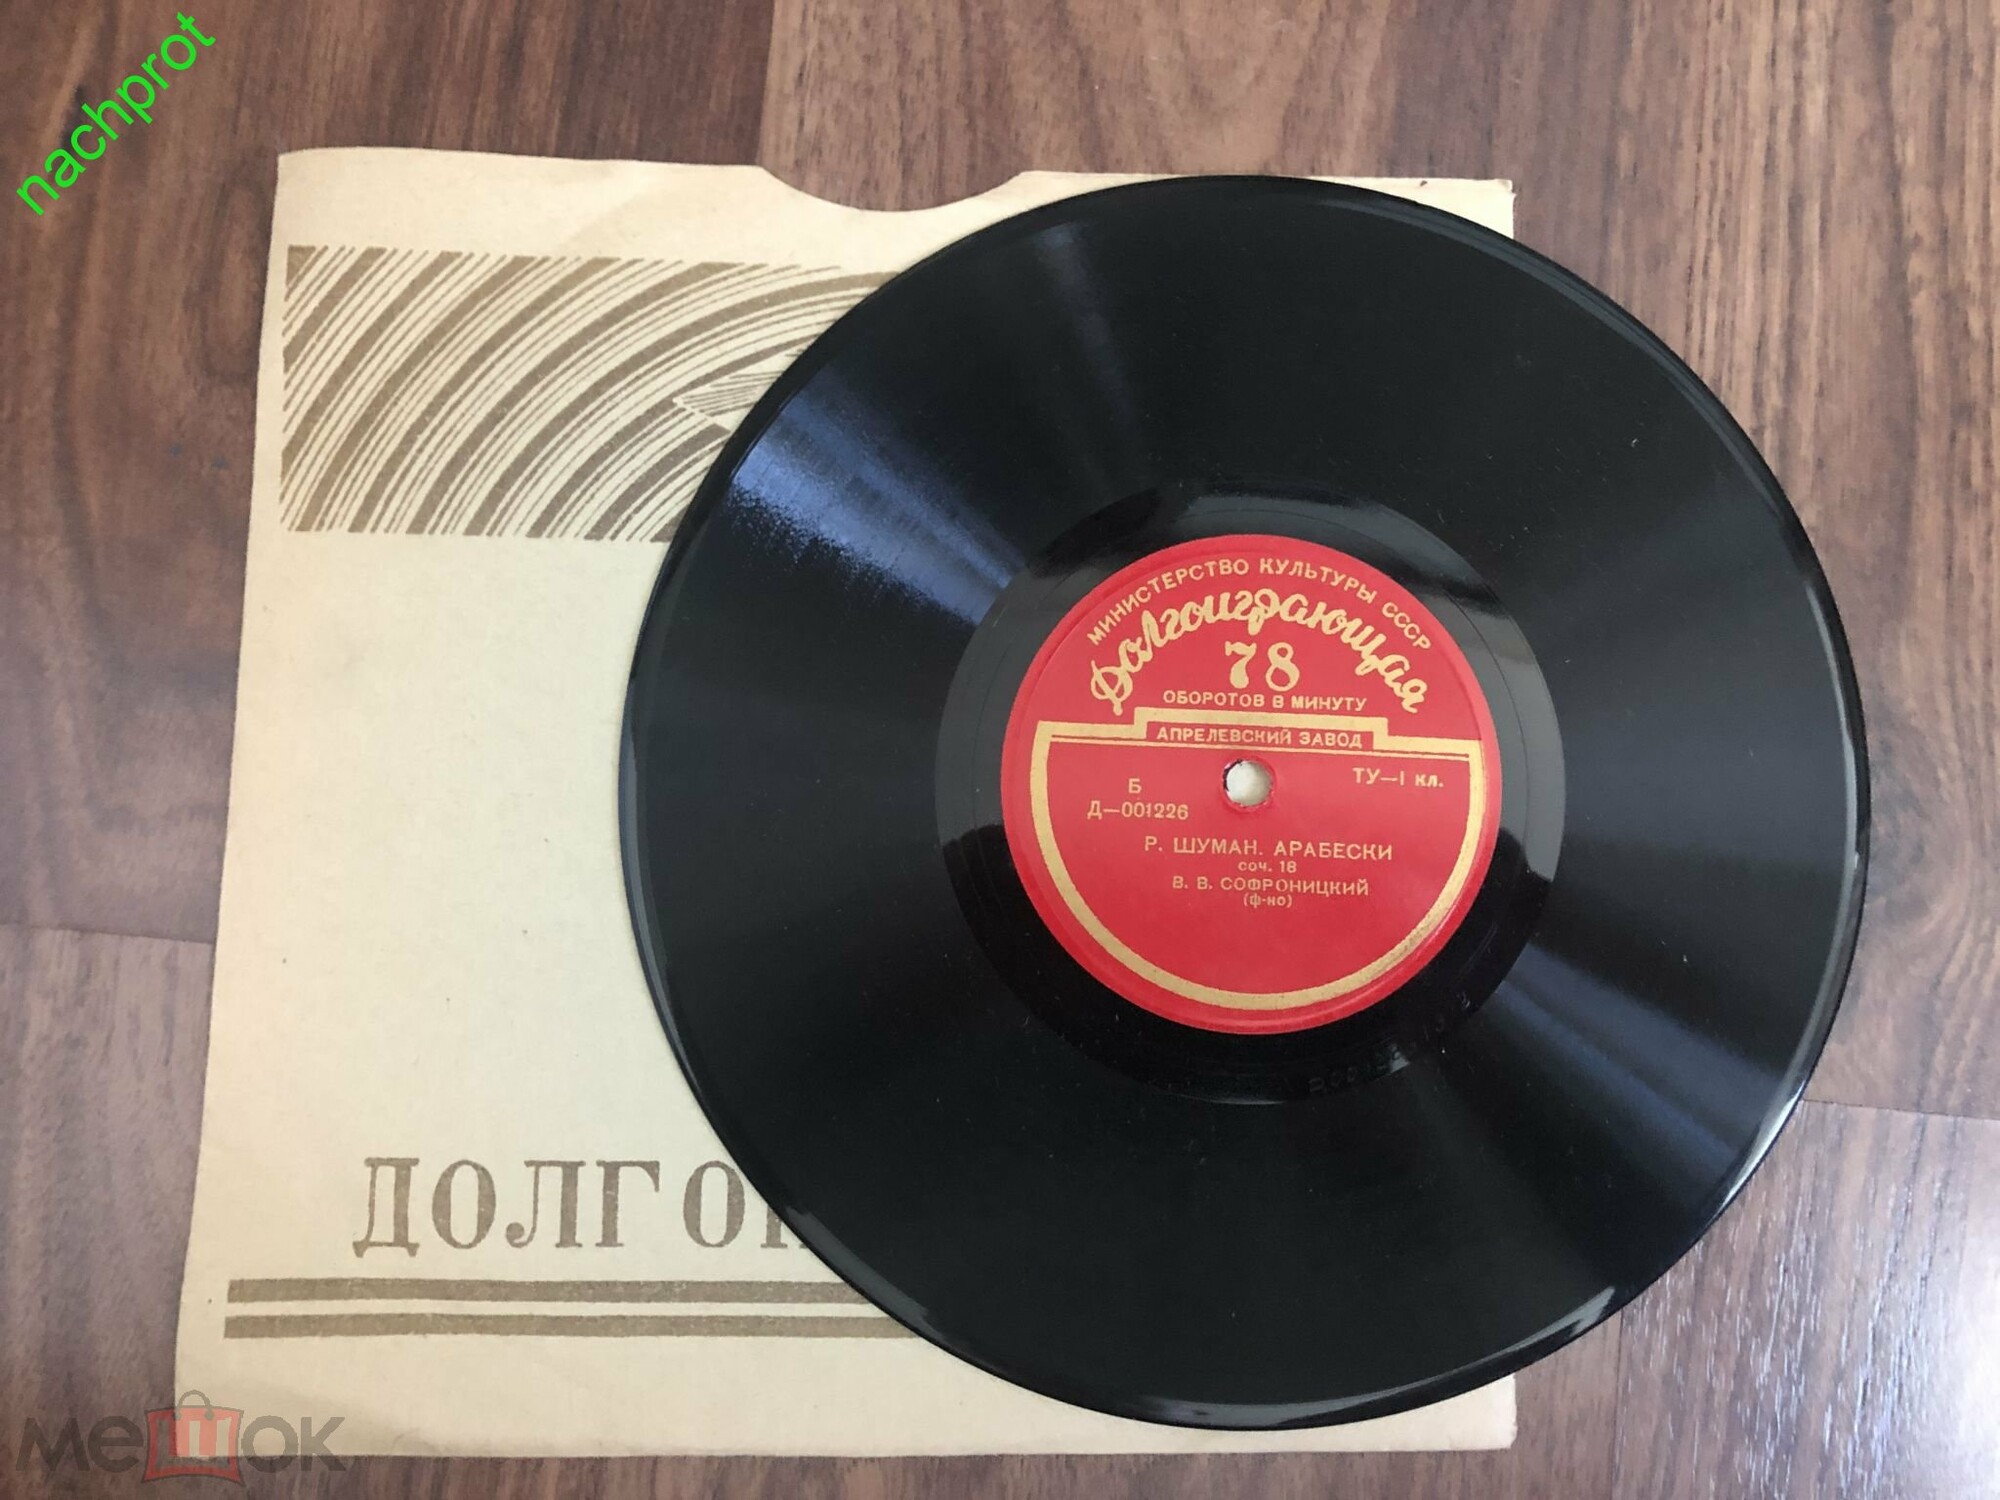 nachprot
МИНИСТЕРСТВО КУЛЬТУРЫ СССР
Долгоиграющая
78
ОБОРОТОВ В МИНУТУ
АПРЕЛЕВСКИЙ ЗАВОД
ТУ—1 кл.
Б
Д—001226
Р. ШУМАН. АРАБЕСКИ
соч. 18
В. В. СОФРОНИЦКИЙ
(ф-но)
ДОЛГО
мешок